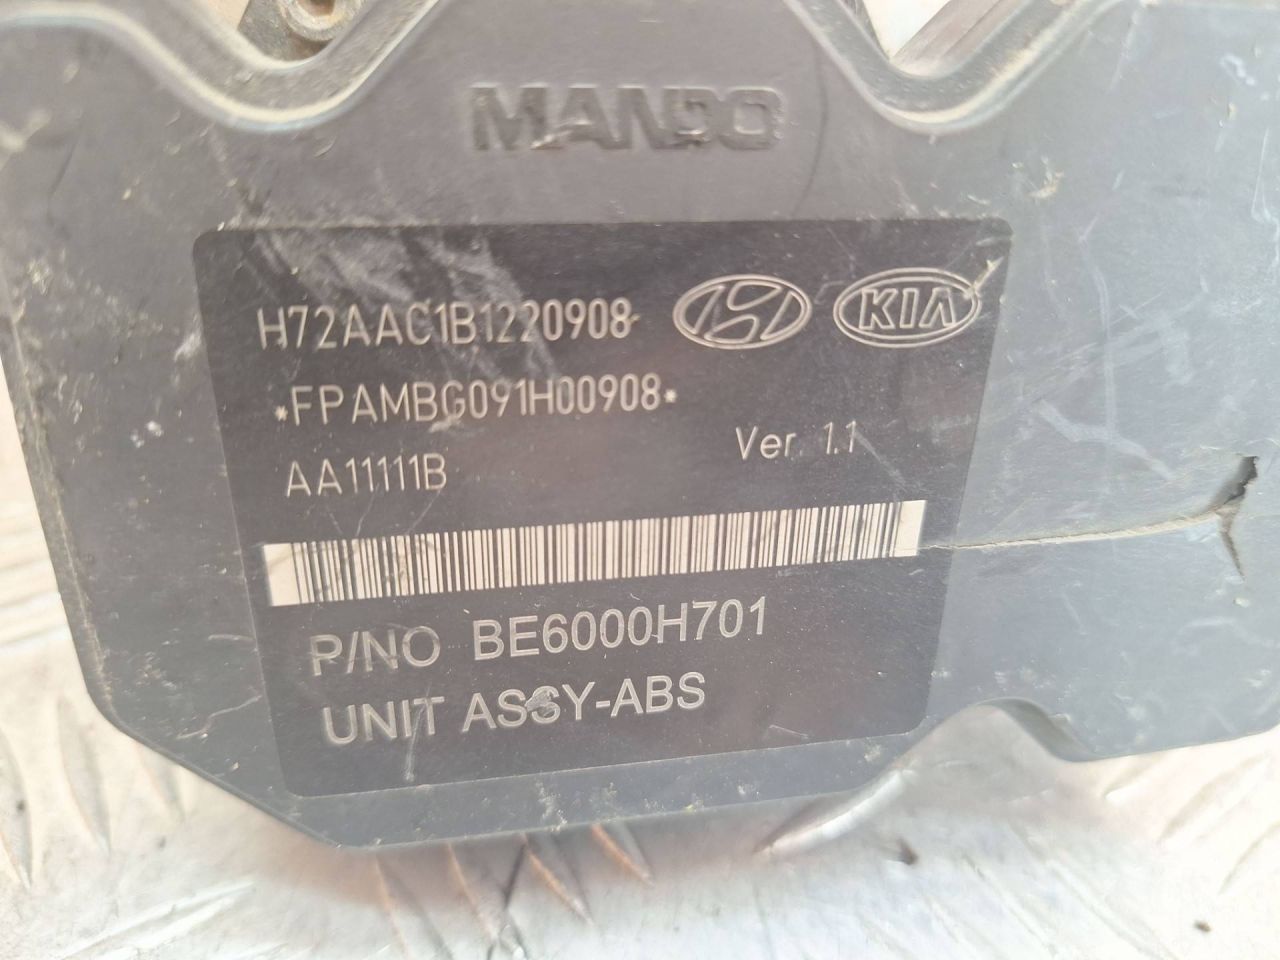 MANDO
H72AAC1B1220908
KIA
*FPAMBG091H00908*
Ver. 1.1
AA11111B
P/NO BE6000H701
UNIT ASSY-ABS